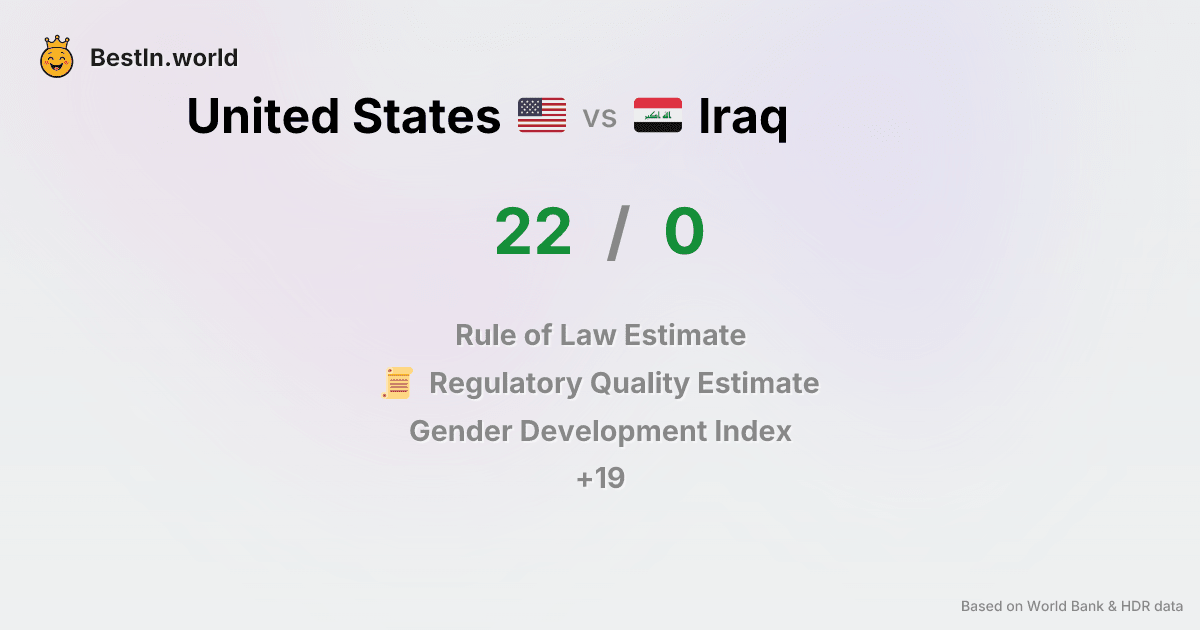 BestIn.world
United States vs Iraq
22 / 0
Rule of Law Estimate
Regulatory Quality Estimate
Gender Development Index
+19
Based on World Bank & HDR data